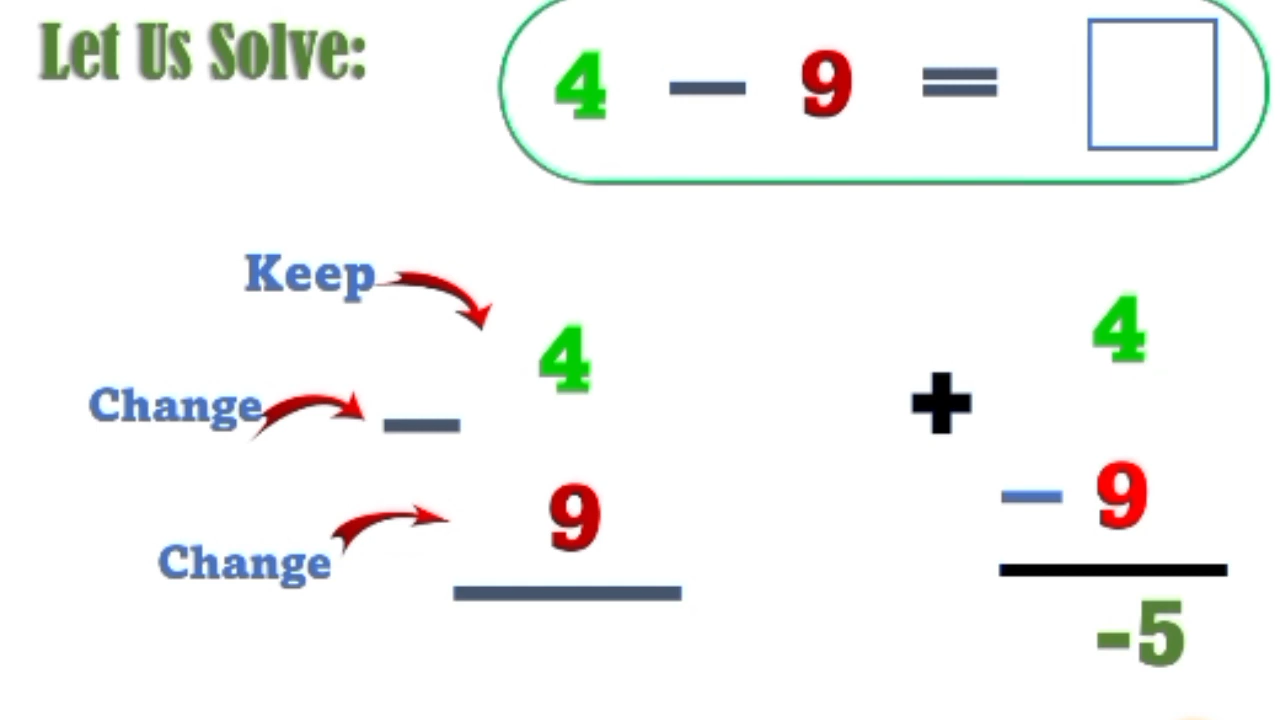 Let Us Solve:
4 − 9 =
Keep
4
Change
−
9
Change
4
+
− 9
-5